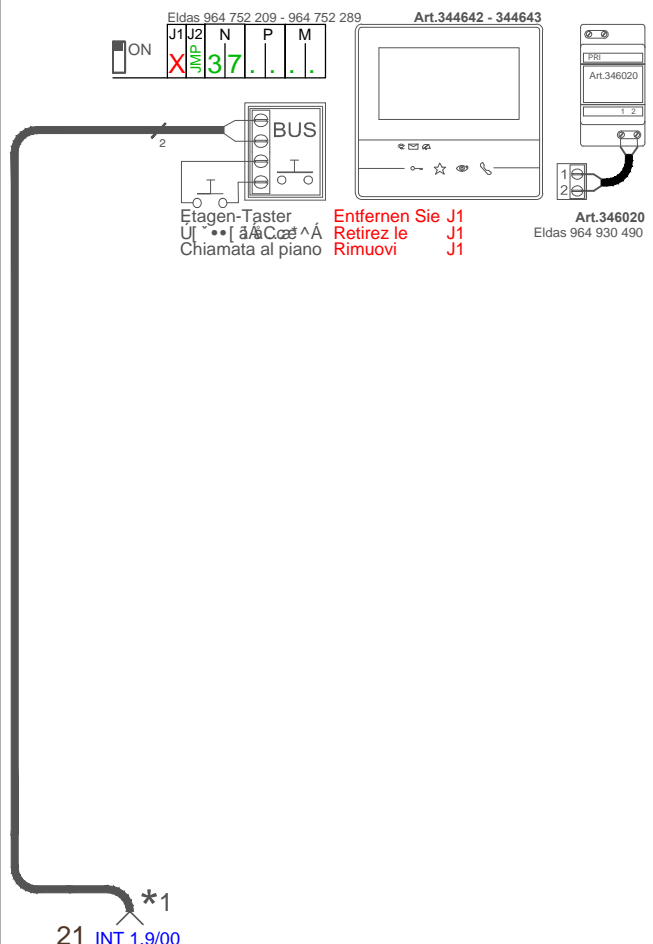 Eldas 964 752 209 - 964 752 289
Art.344642 - 344643
ON
J1 J2 N P M
X JMP 3 7 . . . .
BUS
2
PRI
Art.346020
1 2
1
2
Etagen-Taster Entfernen Sie J1
Retirez le J1
Chiamata al piano Rimuovi J1
Art.346020
Eldas 964 930 490
*1
21 INT 1.9/00